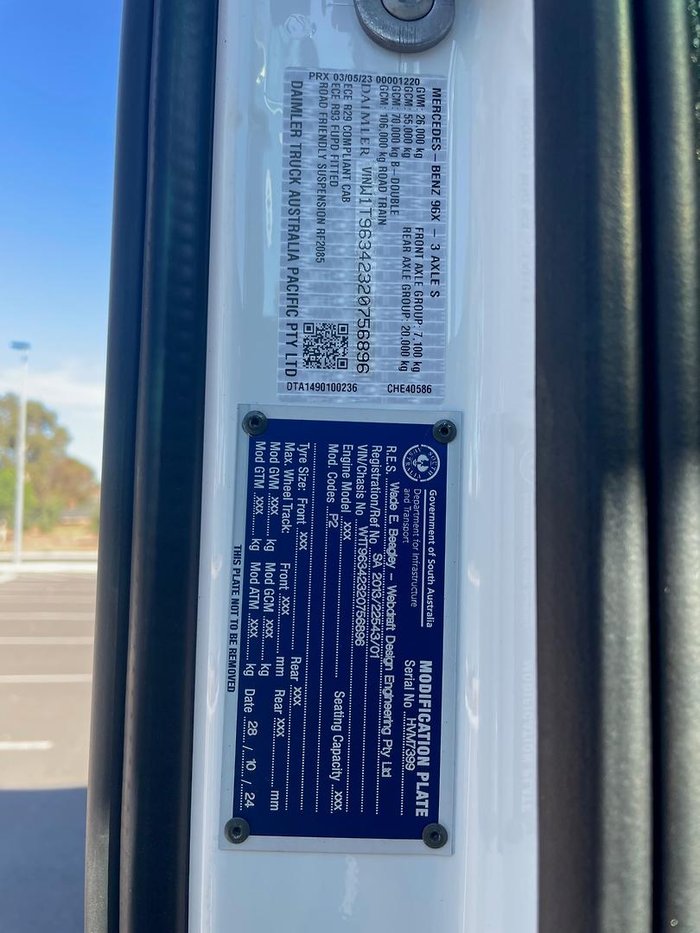 MERCEDES-BENZ 96X - 3 AXLE S
GVM: 26,000 kg FRONT AXLE GROUP: 7,100 kg
GCM: 55,000 kg REAR AXLE GROUP: 20,000 kg
GCM: 70,000 kg B-DOUBLE
GCM: 106,000 kg ROAD TRAIN
DAIMLER VIN W1T96342320756896
ECE R29 COMPLIANT CAB
ECE R93 FUPD FITTED
ROAD FRIENDLY SUSPENSION RF2085
DAIMLER TRUCK AUSTRALIA PACIFIC PTY LTD
PRX 03/05/23 00001220
CHE40586
DTA1490100236
SOUTH AUSTRALIA
Government of South Australia
Department for Infrastructure
and Transport
MODIFICATION PLATE
Serial No HVM7399
R.E.S. Wade E. Beagley - Webdraft Design Engineering Pty Ltd
Registration/Ref No. SA 2013/22543/01
VIN/Chasis No W1T96342320756896
Engine Model xxx Seating Capacity xxx
Mod. Codes P2
Tyre Size: Front xxx Rear xxx
Max. Wheel Track: Front xxx mm Rear xxx mm
Mod GVM xxx kg Mod GCM xxx kg
Mod GTM xxx kg Mod ATM xxx kg Date 28 / 10 / 24
THIS PLATE NOT TO BE REMOVED